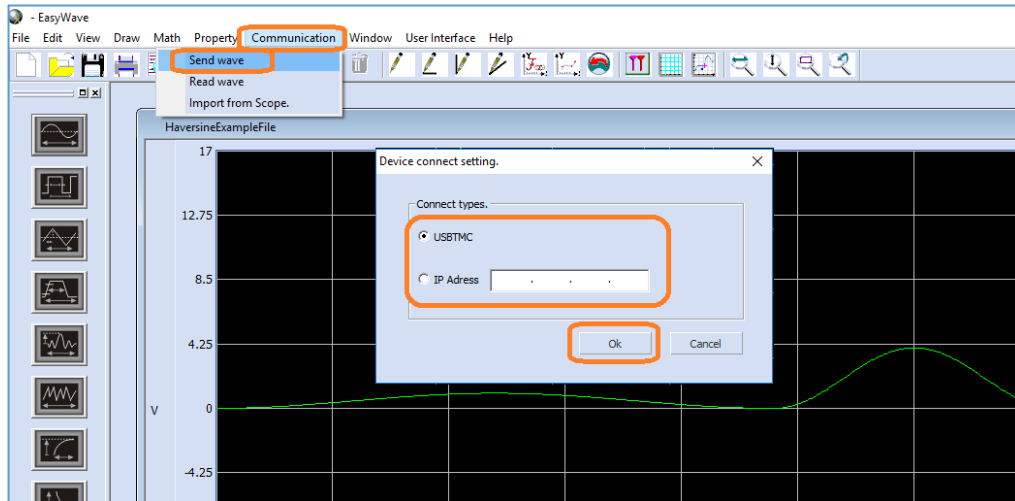 - EasyWave
File Edit View Draw Math Property Communication Window User Interface Help
Send wave
Read wave
Import from Scope.
HaversineExampleFile
Device connect setting.
Connect types.
USBTMC
IP Adress . . .
Ok Cancel
17
12.75
8.5
4.25
V 0
-4.25